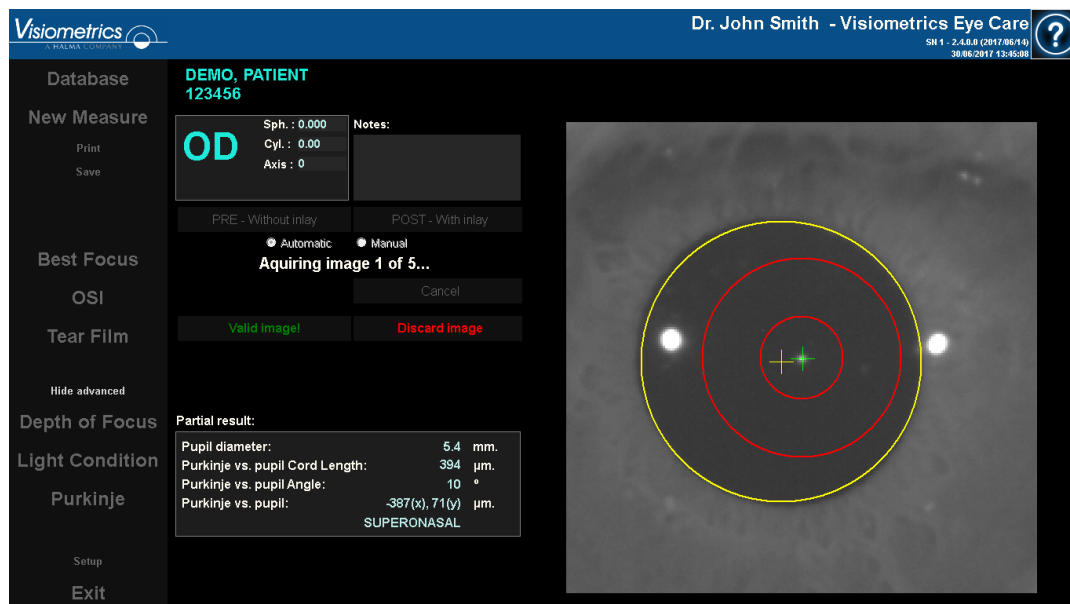 Visiometrics
A HALMA COMPANY
Dr. John Smith - Visiometrics Eye Care
SN 1 - 2.4.0.0 (2017/06/14)
30/06/2017 13:45:08
?
Database
New Measure
Print
Save
Best Focus
OSI
Tear Film
Hide advanced
Depth of Focus
Light Condition
Purkinje
Setup
Exit
DEMO, PATIENT
123456
OD
Sph. : 0.000
Cyl. : 0.00
Axis : 0
Notes:
PRE - Without inlay
POST - With inlay
Automatic
Manual
Aquiring image 1 of 5...
Cancel
Valid image!
Discard image
Partial result:
Pupil diameter: 5.4 mm.
Purkinje vs. pupil Cord Length: 394 µm.
Purkinje vs. pupil Angle: 10 º
Purkinje vs. pupil: -387(x), 71(y) µm.
SUPERONASAL